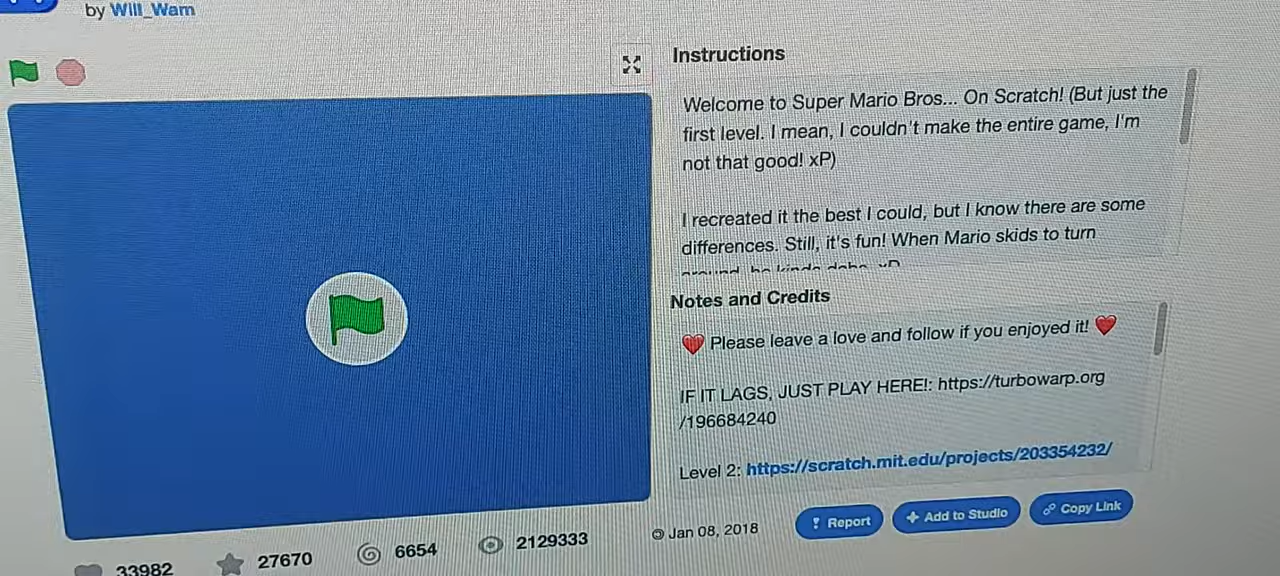 by Will_Wam
Instructions
Welcome to Super Mario Bros... On Scratch! (But just the
first level. I mean, I couldn't make the entire game, I'm
not that good! xP)
I recreated it the best I could, but I know there are some
differences. Still, it's fun! When Mario skids to turn
Notes and Credits
Please leave a love and follow if you enjoyed it!
IF IT LAGS, JUST PLAY HERE!: https://turbowarp.org
/196684240
Level 2: https://scratch.mit.edu/projects/203354232/
33982
27670
6654
2129333
© Jan 08, 2018
Report
Add to Studio
Copy Link